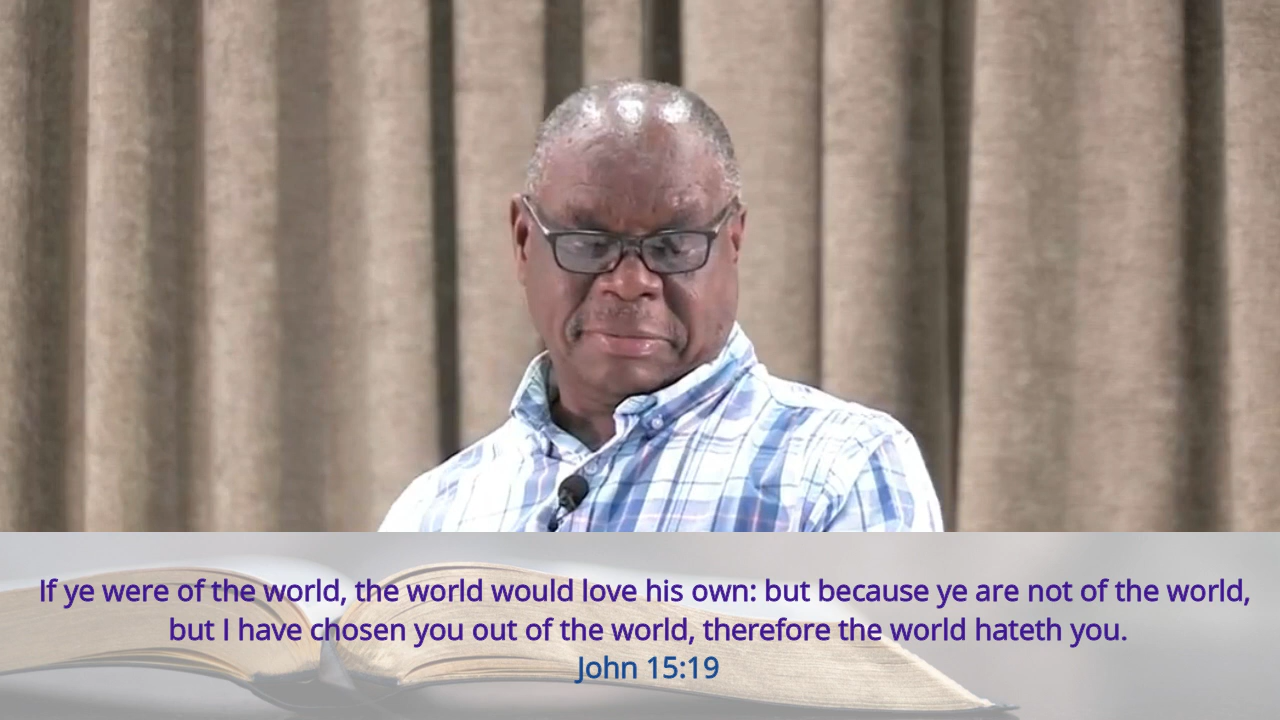 If ye were of the world, the world would love his own: but because ye are not of the world,
but I have chosen you out of the world, therefore the world hateth you.
John 15:19